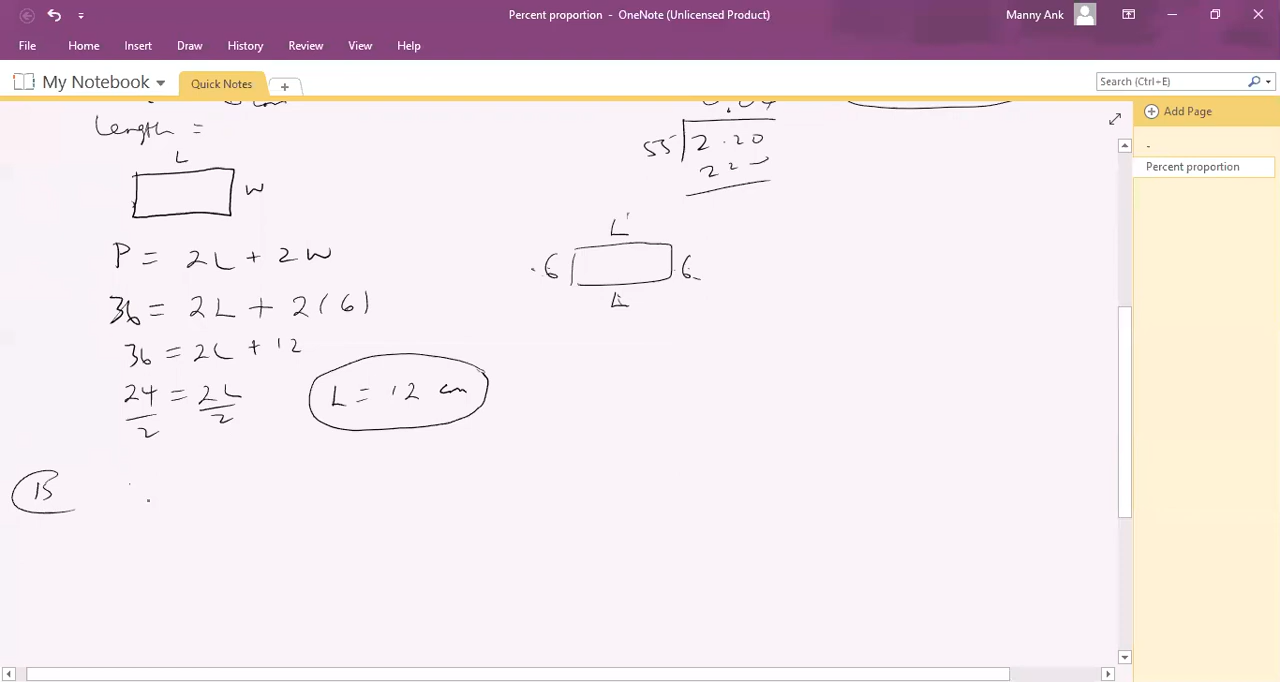 Percent proportion - OneNote (Unlicensed Product)
Manny Ank
File Home Insert Draw History Review View Help
My Notebook
Quick Notes
Search (Ctrl+E)
Add Page
-
Percent proportion
Length =
L
W
P = 2L + 2W
36 = 2L + 2(6)
36 = 2L + 12
24 = 2L
2 2
L = 12 cm
55 2.20
220
L
6 6
L
B